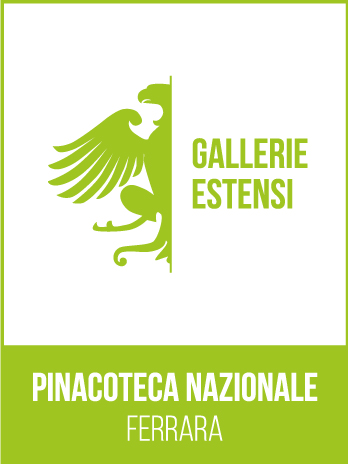 GALLERIE
ESTENSI
PINACOTECA NAZIONALE
FERRARA